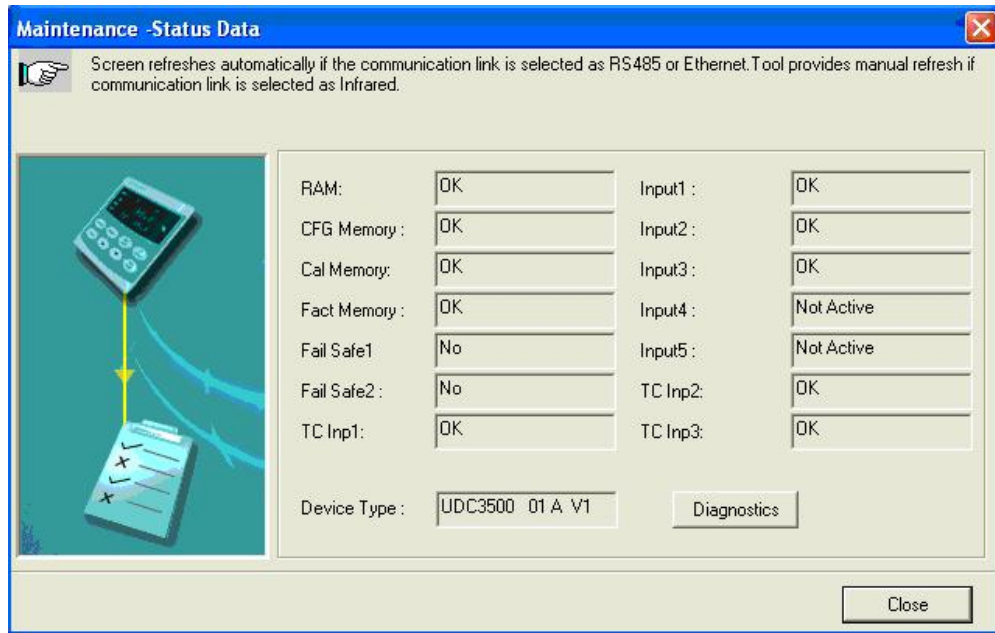 Maintenance -Status Data
Screen refreshes automatically if the communication link is selected as RS485 or Ethernet.Tool provides manual refresh if
communication link is selected as Infrared.
RAM: OK Input1 : OK
CFG Memory : OK Input2 : OK
Cal Memory: OK Input3 : OK
Fact Memory : OK Input4 : Not Active
Fail Safe1 No Input5 : Not Active
Fail Safe2 : No TC Inp2: OK
TC Inp1: OK TC Inp3: OK
Device Type : UDC3500 01 A V1 Diagnostics
Close